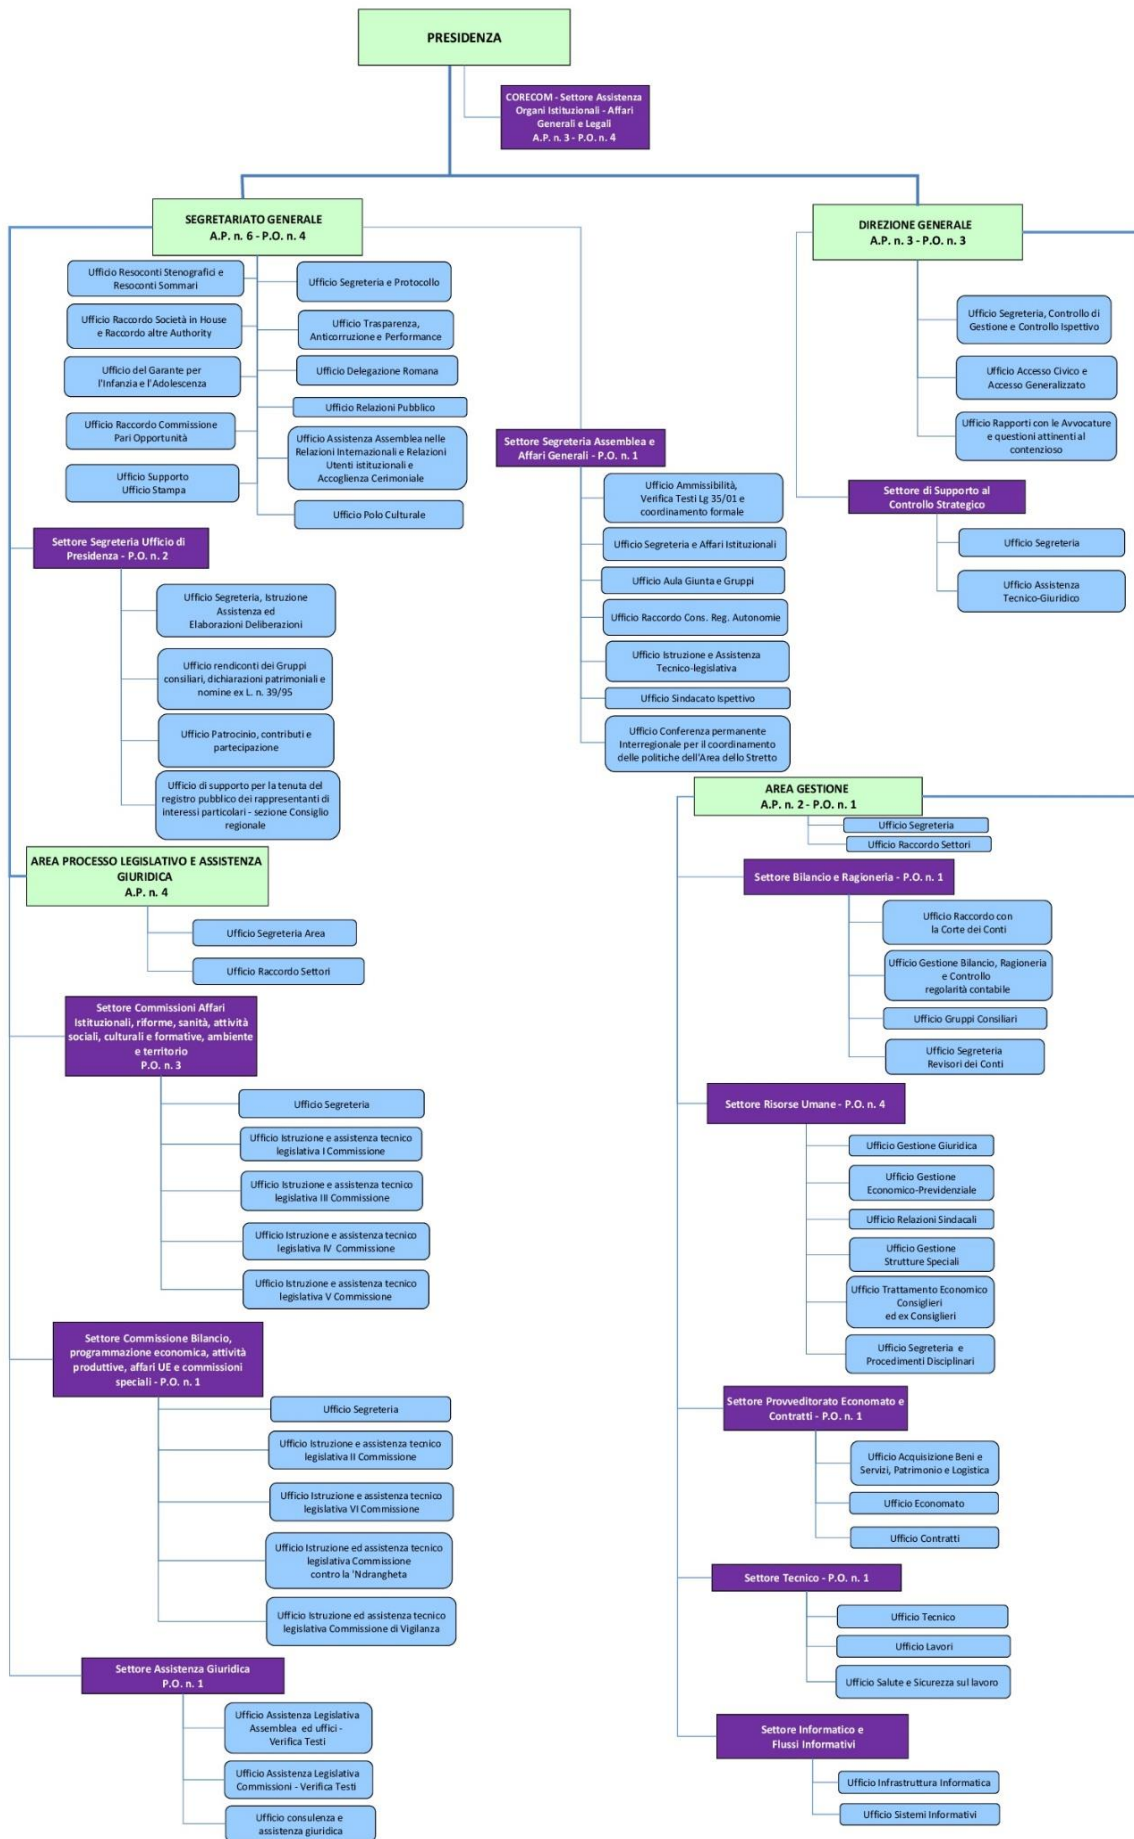 PRESIDENZA
CORECOM - Settore Assistenza
Organi Istituzionali - Affari
Generali e Legali
A.P. n. 3 - P.O. n. 4
SEGRETARIATO GENERALE
A.P. n. 6 - P.O. n. 4
DIREZIONE GENERALE
A.P. n. 3 - P.O. n. 3
Ufficio Resoconti Stenografici e
Resoconti Sommari
Ufficio Raccordo Società in House
e Raccordo altre Authority
Ufficio del Garante per
l'Infanzia e l'Adolescenza
Ufficio Raccordo Commissione
Pari Opportunità
Ufficio Supporto
Ufficio Stampa
Ufficio Segreteria e Protocollo
Ufficio Trasparenza,
Anticorruzione e Performance
Ufficio Delegazione Romana
Ufficio Relazioni Pubblico
Ufficio Assistenza Assemblea nelle
Relazioni Internazionali e Relazioni
Utenti istituzionali e
Accoglienza Cerimoniale
Ufficio Polo Culturale
Ufficio Segreteria, Controllo di
Gestione e Controllo Ispettivo
Ufficio Accesso Civico e
Accesso Generalizzato
Ufficio Rapporti con le Avvocature
e questioni attinenti al
contenzioso
Settore di Supporto al
Controllo Strategico
Ufficio Segreteria
Ufficio Assistenza
Tecnico-Giuridico
Settore Segreteria Assemblea e
Affari Generali - P.O. n. 1
Ufficio Ammissibilità,
Verifica Testi Lg 35/01 e
coordinamento formale
Ufficio Segreteria e Affari Istituzionali
Ufficio Aula Giunta e Gruppi
Ufficio Raccordo Cons. Reg. Autonomie
Ufficio Istruzione e Assistenza
Tecnico-legislativa
Ufficio Sindacato Ispettivo
Ufficio Conferenza permanente
Interregionale per il coordinamento
delle politiche dell'Area dello Stretto
Settore Segreteria Ufficio di
Presidenza - P.O. n. 2
Ufficio Segreteria, Istruzione
Assistenza ed
Elaborazioni Deliberazioni
Ufficio rendiconti dei Gruppi
consiliari, dichiarazioni patrimoniali e
nomine ex L. n. 39/95
Ufficio Patrocinio, contributi e
partecipazione
Ufficio di supporto per la tenuta del
registro pubblico dei rappresentanti di
interessi particolari - sezione Consiglio
regionale
AREA PROCESSO LEGISLATIVO E ASSISTENZA
GIURIDICA
A.P. n. 4
Ufficio Segreteria Area
Ufficio Raccordo Settori
Settore Commissioni Affari
Istituzionali, riforme, sanità, attività
sociali, culturali e formative, ambiente
e territorio
P.O. n. 3
Ufficio Segreteria
Ufficio Istruzione e assistenza tecnico
legislativa I Commissione
Ufficio Istruzione e assistenza tecnico
legislativa III Commissione
Ufficio Istruzione e assistenza tecnico
legislativa IV Commissione
Ufficio Istruzione e assistenza tecnico
legislativa V Commissione
Settore Commissione Bilancio,
programmazione economica, attività
produttive, affari UE e commissioni
speciali - P.O. n. 1
Ufficio Segreteria
Ufficio Istruzione e assistenza tecnico
legislativa II Commissione
Ufficio Istruzione e assistenza tecnico
legislativa VI Commissione
Ufficio Istruzione ed assistenza tecnico
legislativa Commissione
contro la 'Ndrangheta
Ufficio Istruzione ed assistenza tecnico
legislativa Commissione di Vigilanza
Settore Assistenza Giuridica
P.O. n. 1
Ufficio Assistenza Legislativa
Assemblea ed uffici -
Verifica Testi
Ufficio Assistenza Legislativa
Commissioni - Verifica Testi
Ufficio consulenza e
assistenza giuridica
AREA GESTIONE
A.P. n. 2 - P.O. n. 1
Ufficio Segreteria
Ufficio Raccordo Settori
Settore Bilancio e Ragioneria - P.O. n. 1
Ufficio Raccordo con
la Corte dei Conti
Ufficio Gestione Bilancio, Ragioneria
e Controllo
regolarità contabile
Ufficio Gruppi Consiliari
Ufficio Segreteria
Revisori dei Conti
Settore Risorse Umane - P.O. n. 4
Ufficio Gestione Giuridica
Ufficio Gestione
Economico-Previdenziale
Ufficio Relazioni Sindacali
Ufficio Gestione
Strutture Speciali
Ufficio Trattamento Economico
Consiglieri
ed ex Consiglieri
Ufficio Segreteria e
Procedimenti Disciplinari
Settore Provveditorato Economato e
Contratti - P.O. n. 1
Ufficio Acquisizione Beni e
Servizi, Patrimonio e Logistica
Ufficio Economato
Ufficio Contratti
Settore Tecnico - P.O. n. 1
Ufficio Tecnico
Ufficio Lavori
Ufficio Salute e Sicurezza sul lavoro
Settore Informatico e
Flussi Informativi
Ufficio Infrastruttura Informatica
Ufficio Sistemi Informativi